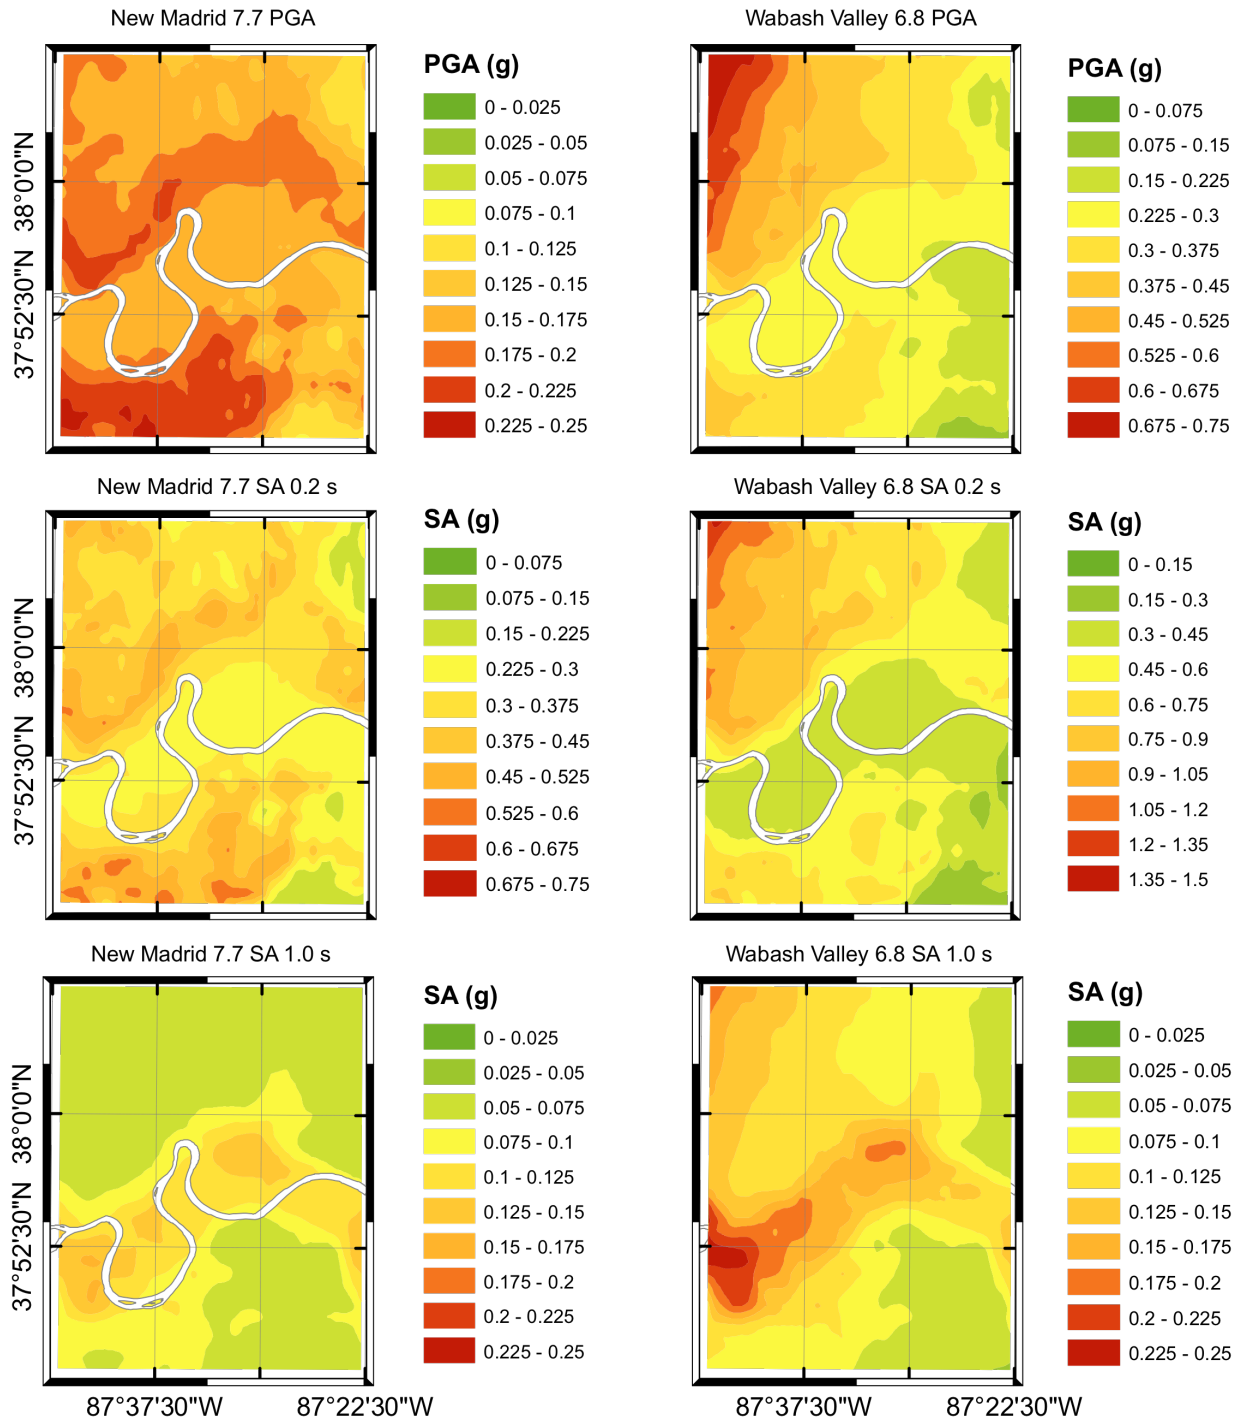 New Madrid 7.7 PGA
38°0'0"N
37°52'30"N
PGA (g)
0 - 0.025
0.025 - 0.05
0.05 - 0.075
0.075 - 0.1
0.1 - 0.125
0.125 - 0.15
0.15 - 0.175
0.175 - 0.2
0.2 - 0.225
0.225 - 0.25
Wabash Valley 6.8 PGA
PGA (g)
0 - 0.075
0.075 - 0.15
0.15 - 0.225
0.225 - 0.3
0.3 - 0.375
0.375 - 0.45
0.45 - 0.525
0.525 - 0.6
0.6 - 0.675
0.675 - 0.75
New Madrid 7.7 SA 0.2 s
38°0'0"N
37°52'30"N
SA (g)
0 - 0.075
0.075 - 0.15
0.15 - 0.225
0.225 - 0.3
0.3 - 0.375
0.375 - 0.45
0.45 - 0.525
0.525 - 0.6
0.6 - 0.675
0.675 - 0.75
Wabash Valley 6.8 SA 0.2 s
SA (g)
0 - 0.15
0.15 - 0.3
0.3 - 0.45
0.45 - 0.6
0.6 - 0.75
0.75 - 0.9
0.9 - 1.05
1.05 - 1.2
1.2 - 1.35
1.35 - 1.5
New Madrid 7.7 SA 1.0 s
38°0'0"N
37°52'30"N
87°37'30"W
87°22'30"W
SA (g)
0 - 0.025
0.025 - 0.05
0.05 - 0.075
0.075 - 0.1
0.1 - 0.125
0.125 - 0.15
0.15 - 0.175
0.175 - 0.2
0.2 - 0.225
0.225 - 0.25
Wabash Valley 6.8 SA 1.0 s
87°37'30"W
87°22'30"W
SA (g)
0 - 0.025
0.025 - 0.05
0.05 - 0.075
0.075 - 0.1
0.1 - 0.125
0.125 - 0.15
0.15 - 0.175
0.175 - 0.2
0.2 - 0.225
0.225 - 0.25